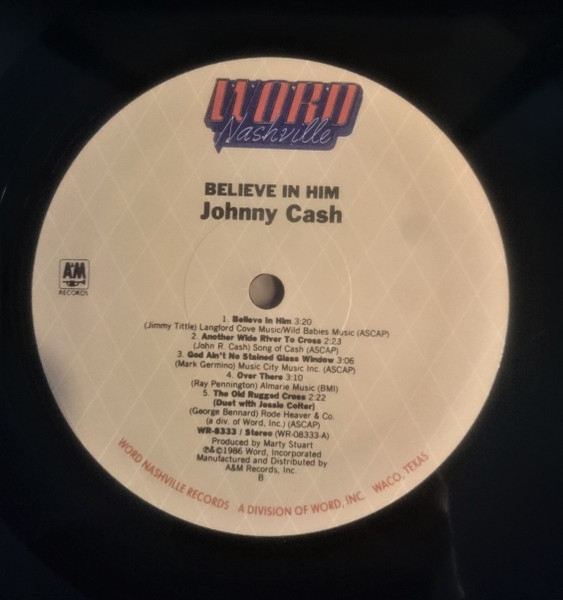 WORD
Nashville
BELIEVE IN HIM
Johnny Cash
A&M
RECORDS
1. Believe In Him 3:20
(Jimmy Tittle) Langford Cove Music/Wild Babies Music (ASCAP)
2. Another Wide River To Cross 2:23
(John R. Cash) Song of Cash (ASCAP)
3. God Ain't No Stained Glass Window 3:06
(Mark Germino) Music City Music Inc. (ASCAP)
4. Over There 3:10
(Ray Pennington) Almarie Music (BMI)
5. The Old Rugged Cross 2:22
(Duet with Jessie Colter)
(George Bennard) Rode Heaver & Co.
(a div. of Word, Inc.) (ASCAP)
WR-8333 / Stereo (WR-08333-A)
Produced by Marty Stuart
℗&©1986 Word, Incorporated
Manufactured and Distributed by
A&M Records, Inc.
B
WORD NASHVILLE RECORDS A DIVISION OF WORD, INC. WACO, TEXAS